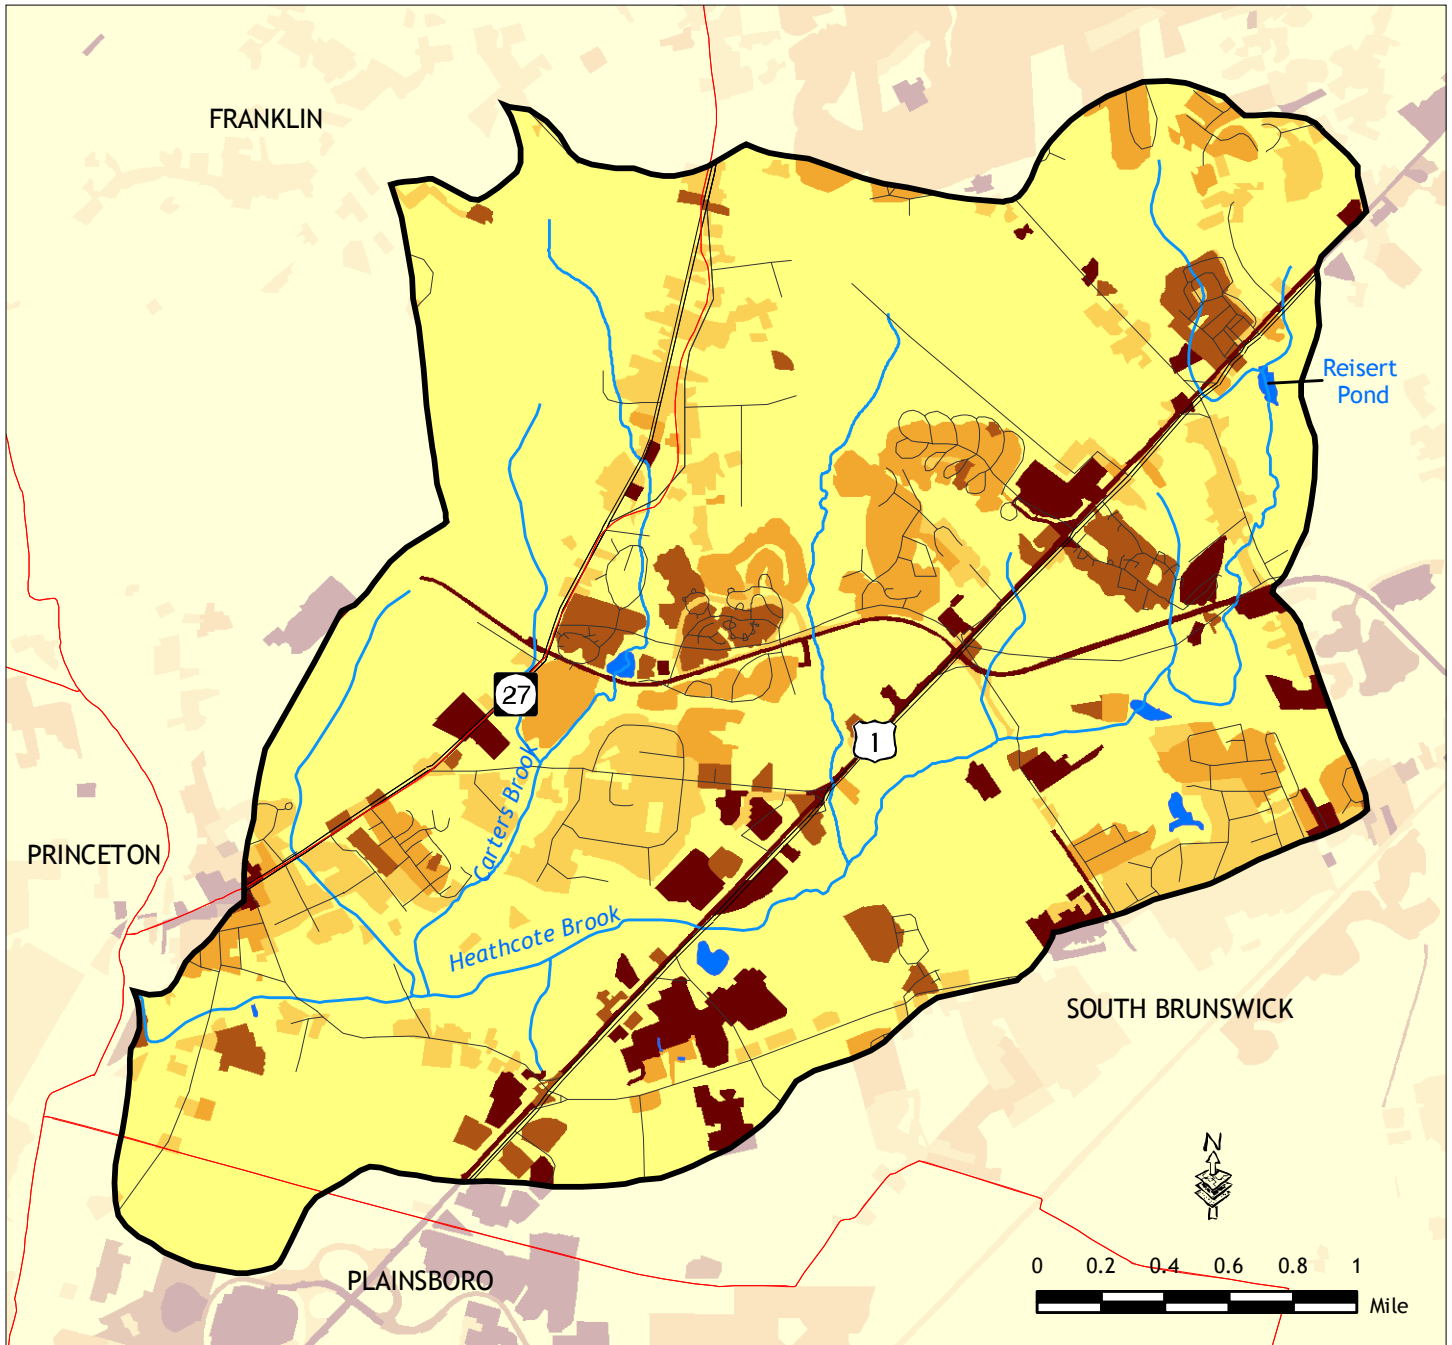 FRANKLIN
Reisert
Pond
27
1
Carters Brook
PRINCETON
Heathcote Brook
SOUTH BRUNSWICK
N
PLAINSBORO
0 0.2 0.4 0.6 0.8 1
Mile